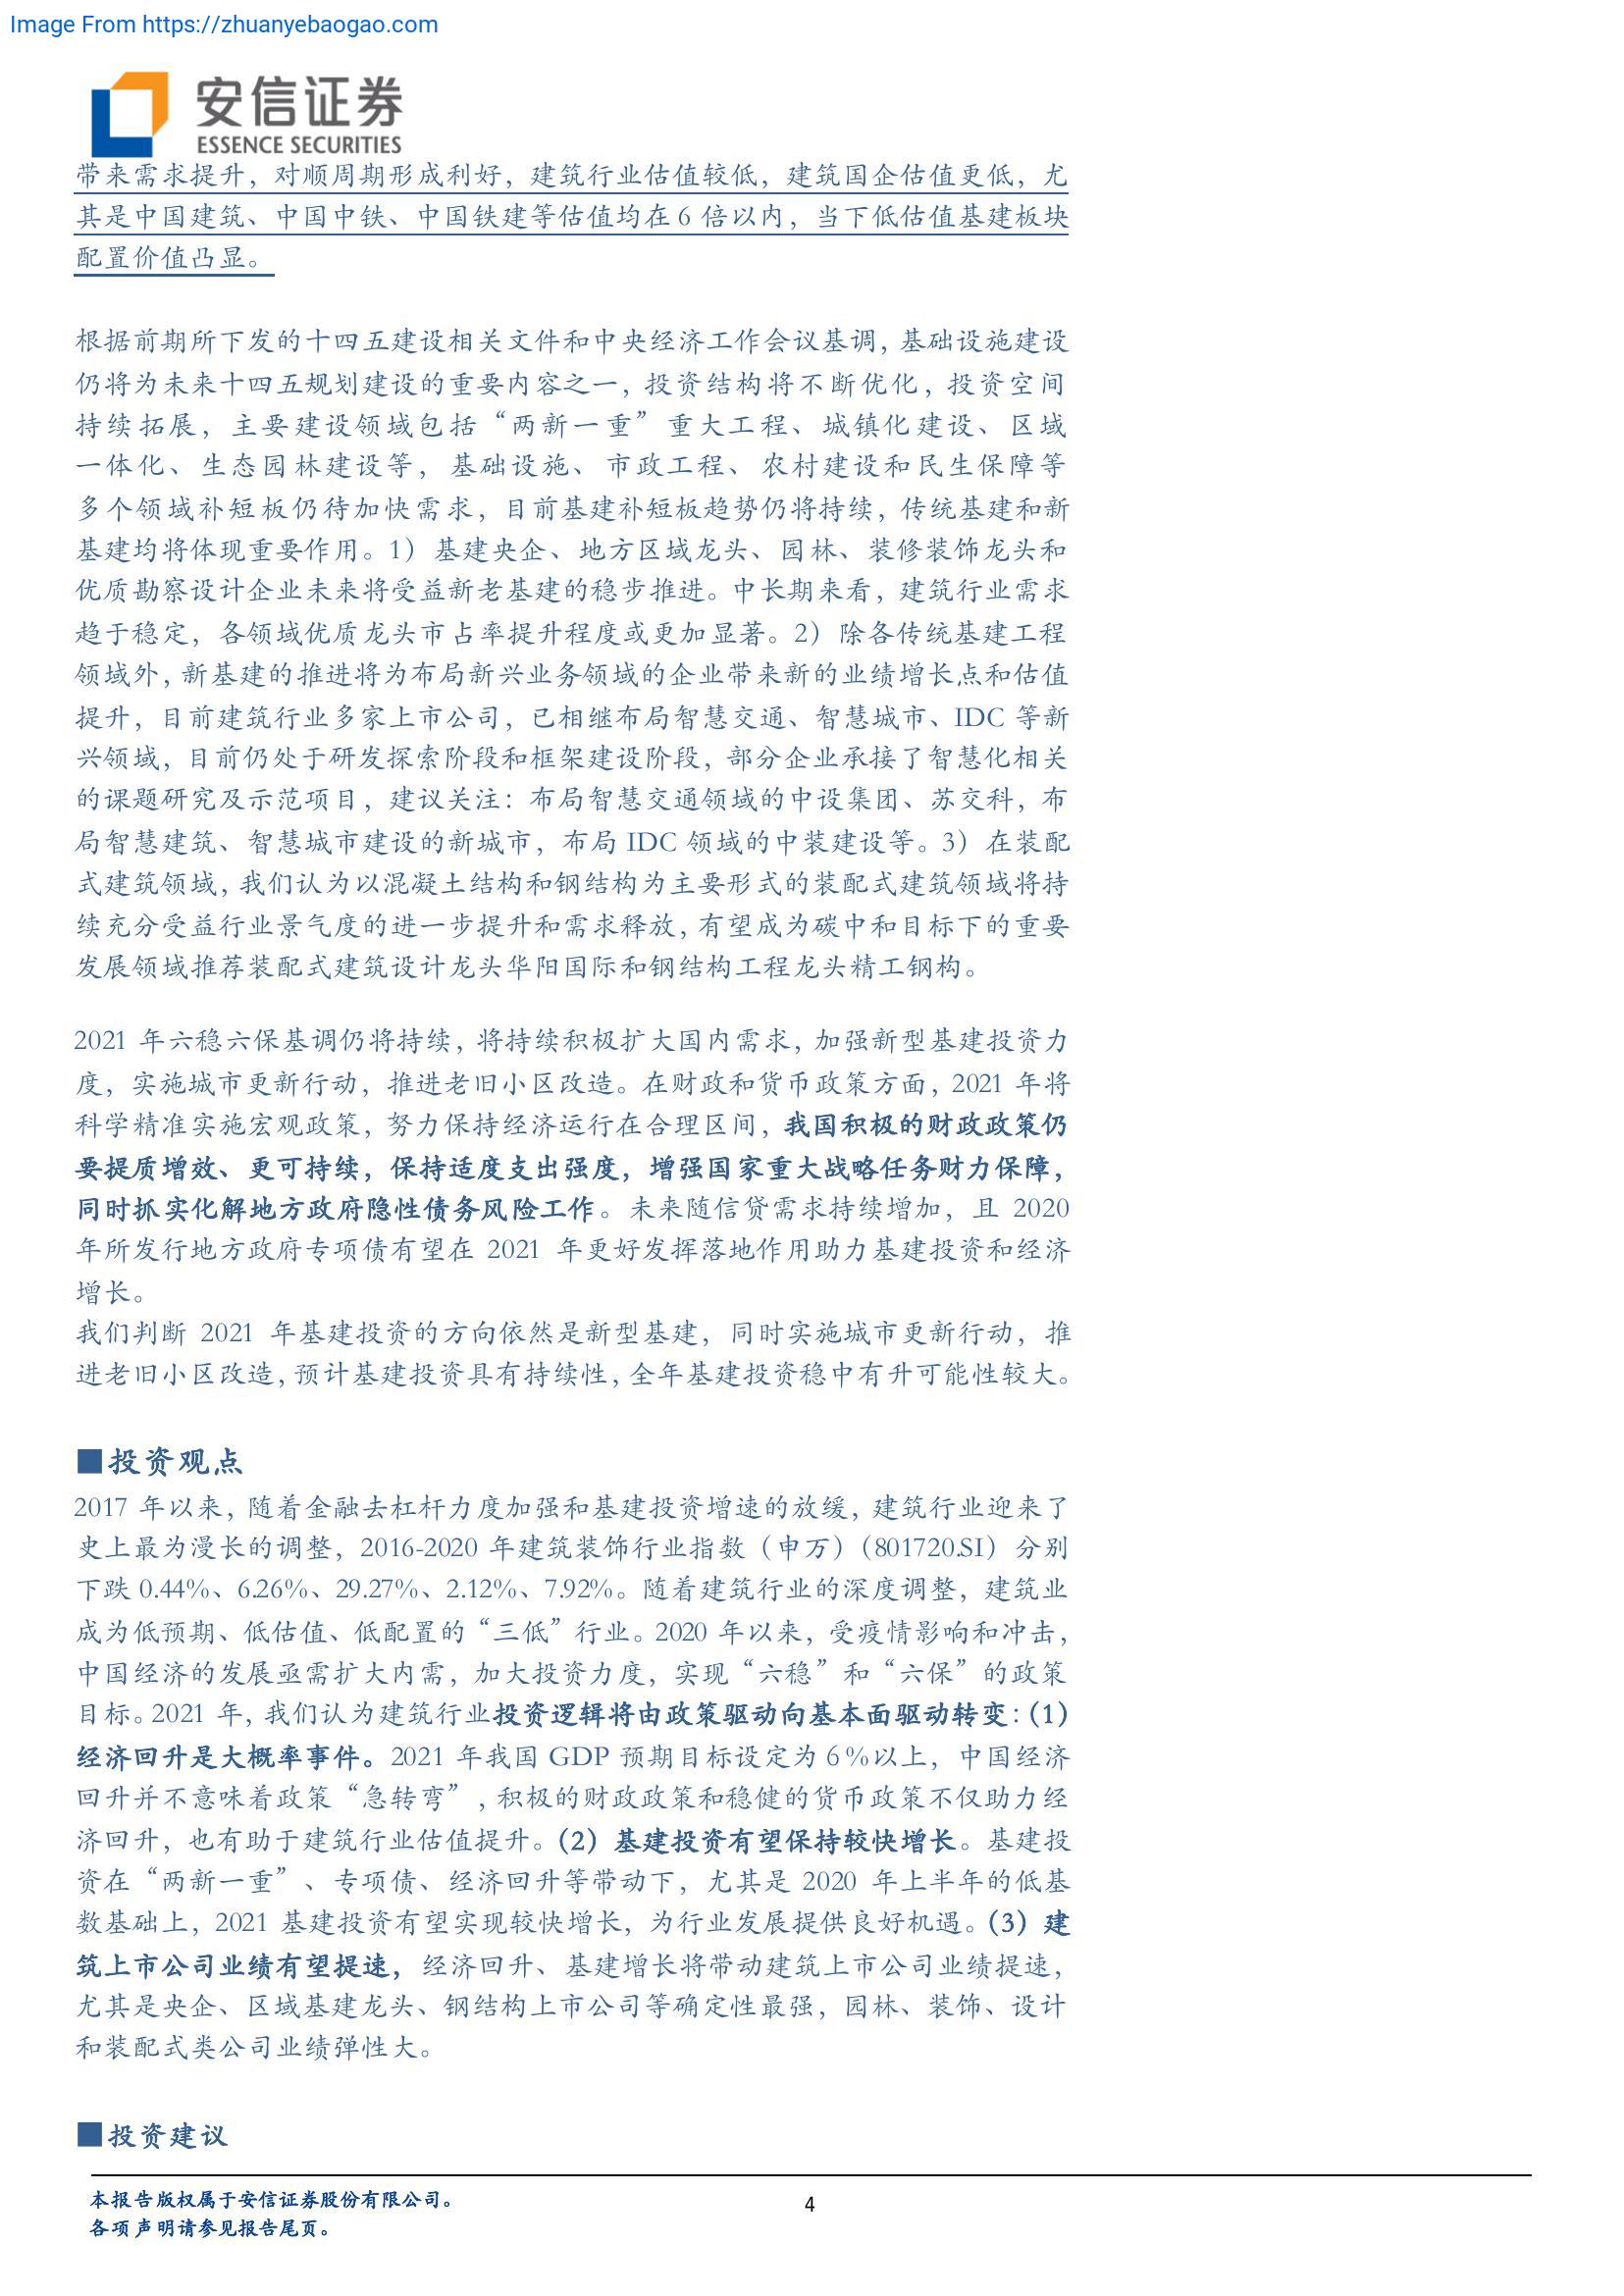 Image From https://zhuanyebaogao.com
安信证券
ESSENCE SECURITIES
带来需求提升，对顺周期形成利好，建筑行业估值较低，建筑国企估值更低，尤
其是中国建筑、中国中铁、中国铁建等估值均在 6 倍以内，当下低估值基建板块
配置价值凸显。
根据前期所下发的十四五建设相关文件和中央经济工作会议基调，基础设施建设
仍将为未来十四五规划建设的重要内容之一，投资结构将不断优化，投资空间
持续拓展，主要建设领域包括“两新一重”重大工程、城镇化建设、区域
一体化、生态园林建设等，基础设施、市政工程、农村建设和民生保障等
多个领域补短板仍待加快需求，目前基建补短板趋势仍将持续，传统基建和新
基建均将体现重要作用。1）基建央企、地方区域龙头、园林、装修装饰龙头和
优质勘察设计企业未来将受益新老基建的稳步推进。中长期来看，建筑行业需求
趋于稳定，各领域优质龙头市占率提升程度或更加显著。2）除各传统基建工程
领域外，新基建的推进将为布局新兴业务领域的企业带来新的业绩增长点和估值
提升，目前建筑行业多家上市公司，已相继布局智慧交通、智慧城市、IDC 等新
兴领域，目前仍处于研发探索阶段和框架建设阶段，部分企业承接了智慧化相关
的课题研究及示范项目，建议关注：布局智慧交通领域的中设集团、苏交科，布
局智慧建筑、智慧城市建设的新城市，布局 IDC 领域的中装建设等。3）在装配
式建筑领域，我们认为以混凝土结构和钢结构为主要形式的装配式建筑领域将持
续充分受益行业景气度的进一步提升和需求释放，有望成为碳中和目标下的重要
发展领域推荐装配式建筑设计龙头华阳国际和钢结构工程龙头精工钢构。
2021 年六稳六保基调仍将持续，将持续积极扩大国内需求，加强新型基建投资力
度，实施城市更新行动，推进老旧小区改造。在财政和货币政策方面，2021 年将
科学精准实施宏观政策，努力保持经济运行在合理区间，我国积极的财政政策仍
要提质增效、更可持续，保持适度支出强度，增强国家重大战略任务财力保障，
同时抓实化解地方政府隐性债务风险工作。未来随信贷需求持续增加，且 2020
年所发行地方政府专项债有望在 2021 年更好发挥落地作用助力基建投资和经济
增长。
我们判断 2021 年基建投资的方向依然是新型基建，同时实施城市更新行动，推
进老旧小区改造，预计基建投资具有持续性，全年基建投资稳中有升可能性较大。
■投资观点
2017 年以来，随着金融去杠杆力度加强和基建投资增速的放缓，建筑行业迎来了
史上最为漫长的调整，2016-2020 年建筑装饰行业指数（申万）（801720.SI）分别
下跌 0.44%、6.26%、29.27%、2.12%、7.92%。随着建筑行业的深度调整，建筑业
成为低预期、低估值、低配置的“三低”行业。2020 年以来，受疫情影响和冲击，
中国经济的发展亟需扩大内需，加大投资力度，实现“六稳”和“六保”的政策
目标。2021 年，我们认为建筑行业投资逻辑将由政策驱动向基本面驱动转变：（1）
经济回升是大概率事件。2021 年我国 GDP 预期目标设定为 6%以上，中国经济
回升并不意味着政策“急转弯”，积极的财政政策和稳健的货币政策不仅助力经
济回升，也有助于建筑行业估值提升。（2）基建投资有望保持较快增长。基建投
资在“两新一重”、专项债、经济回升等带动下，尤其是 2020 年上半年的低基
数基础上，2021 基建投资有望实现较快增长，为行业发展提供良好机遇。（3）建
筑上市公司业绩有望提速，经济回升、基建增长将带动建筑上市公司业绩提速，
尤其是央企、区域基建龙头、钢结构上市公司等确定性最强，园林、装饰、设计
和装配式类公司业绩弹性大。
■投资建议
本报告版权属于安信证券股份有限公司。
4
各项声明请参见报告尾页。